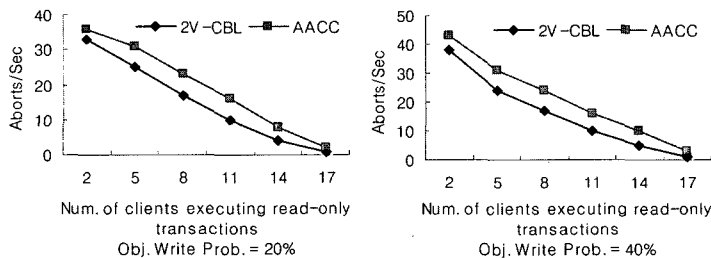 2V-CBL
AACC
Aborts/Sec
40
30
20
10
0
2 5 8 11 14 17
Num. of clients executing read-only
transactions
Obj. Write Prob. = 20%
2V-CBL
AACC
Aborts/Sec
50
40
30
20
10
0
2 5 8 11 14 17
Num. of clients executing read-only
transactions
Obj. Write Prob. = 40%